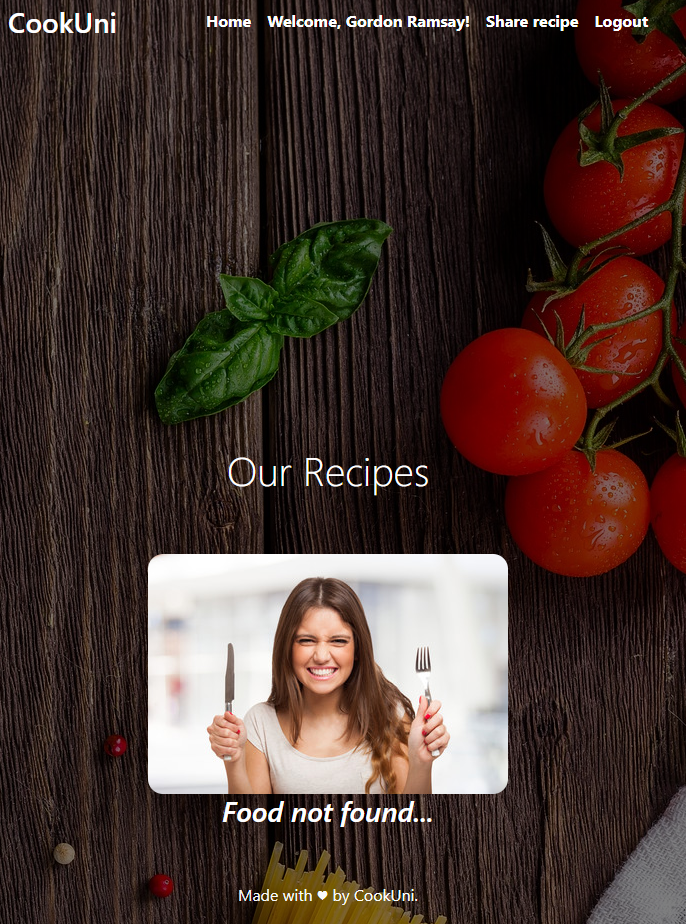 CookUni Home Welcome, Gordon Ramsay! Share recipe Logout
Our Recipes
Food not found...
Made with ♥ by CookUni.